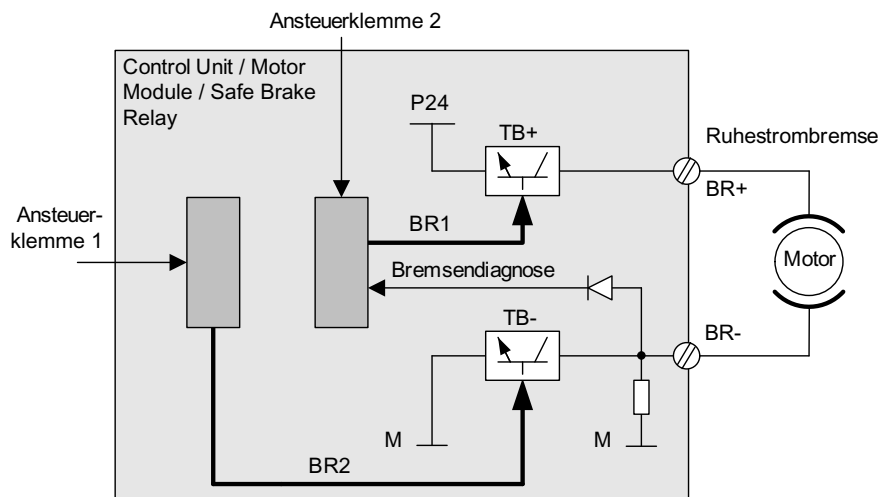 Ansteuerklemme 2
Control Unit / Motor
Module / Safe Brake
Relay
P24
TB+
Ruhestrombremse
BR+
Ansteuer-
klemme 1
BR1
Motor
Bremsendiagnose
TB-
BR-
M
M
BR2